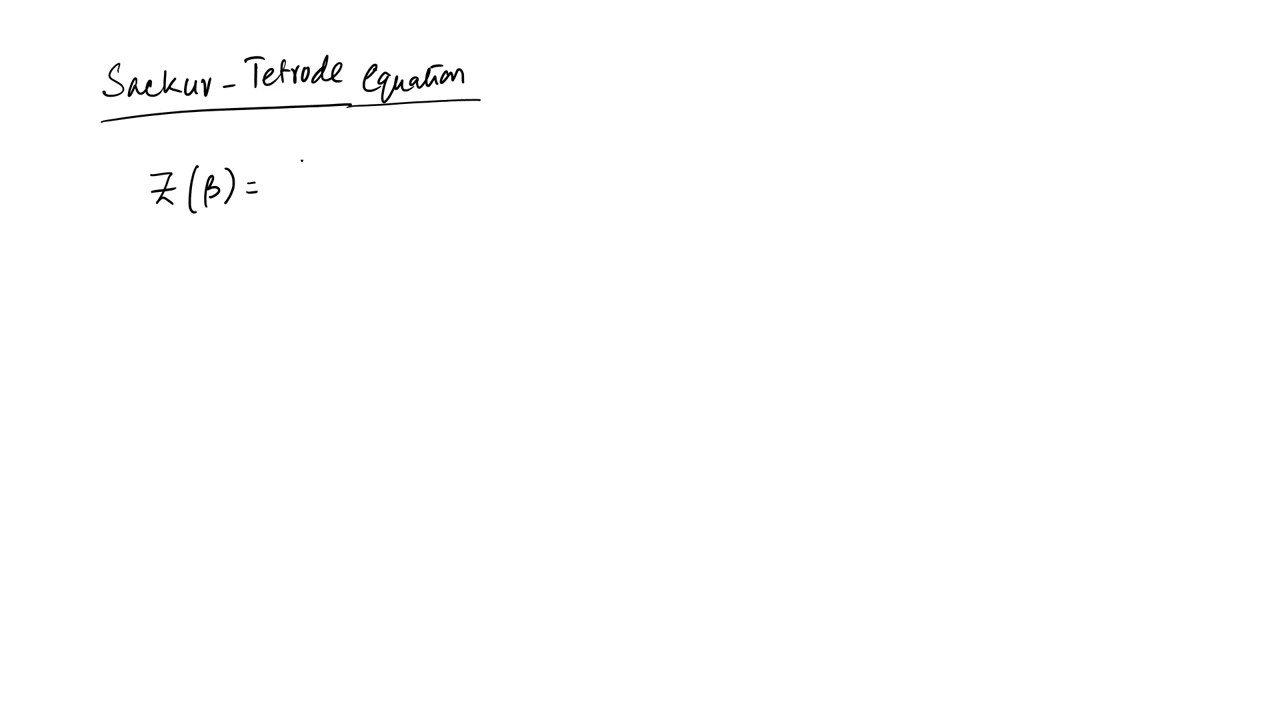 Sackur - Tetrode equation
Z (β) =